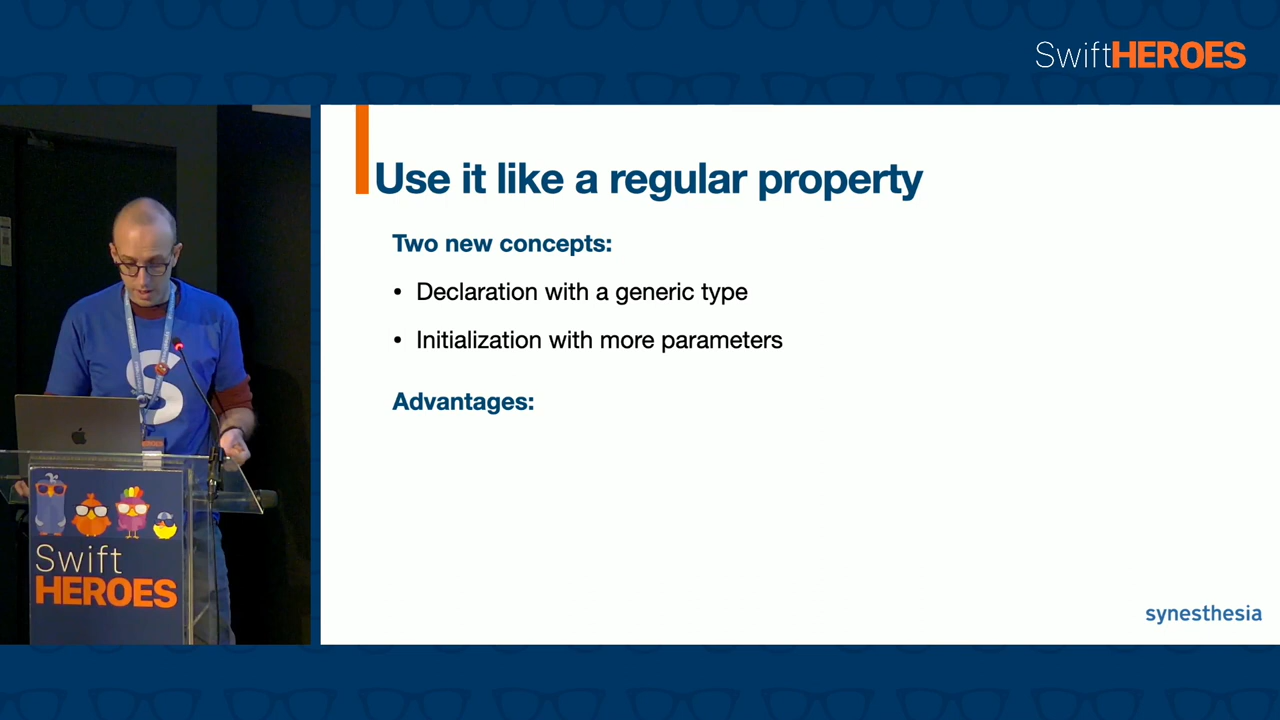 SwiftHEROES
Use it like a regular property
Two new concepts:
• Declaration with a generic type
• Initialization with more parameters
Advantages:
S
Swift
HEROES
synesthesia